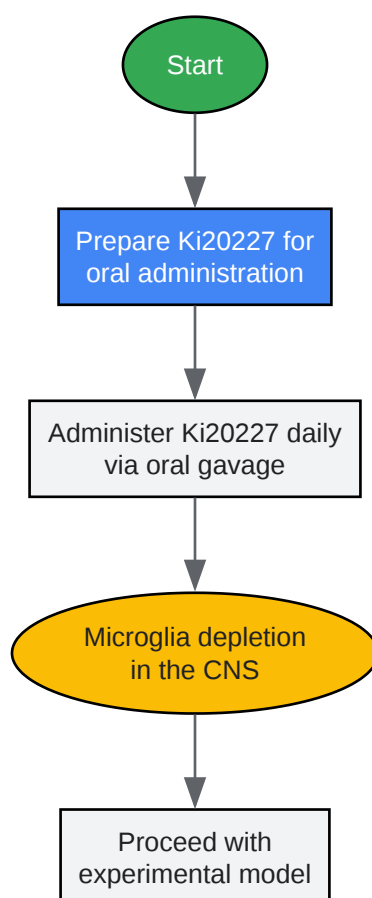 Start
Prepare Ki20227 for
oral administration
Administer Ki20227 daily
via oral gavage
Microglia depletion
in the CNS
Proceed with
experimental model